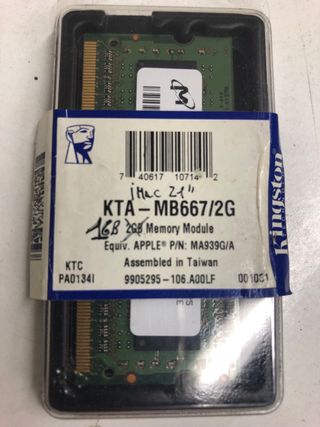 7 40617 10714 2
iMac 21"
KTA-MB667/2G
1GB 2GB Memory Module
Equiv. APPLE® P/N: MA939G/A
KTC
Assembled in Taiwan
PA0134I
9905295-106.A00LF
Kingston